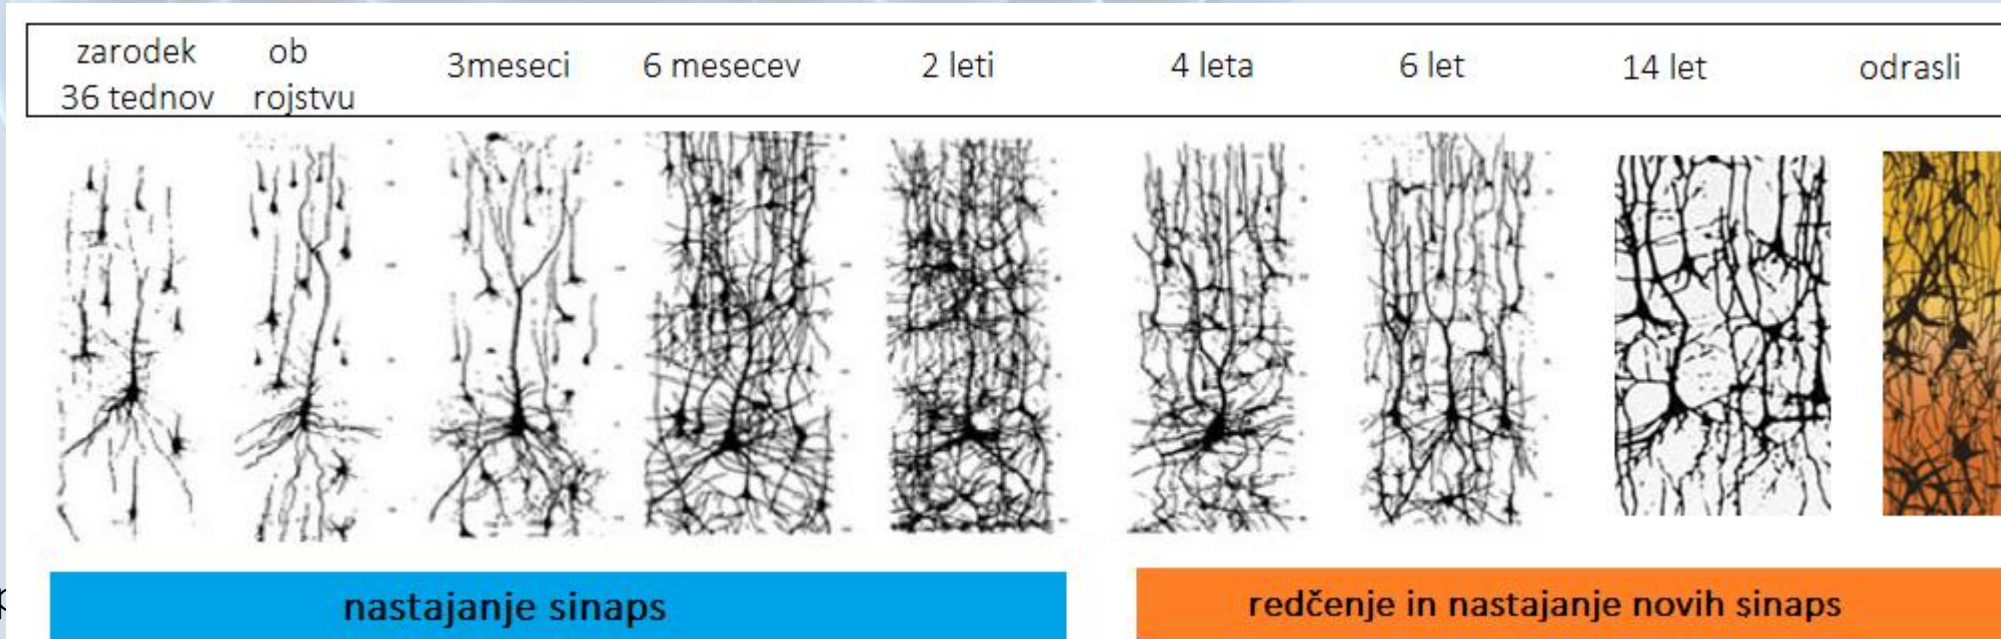 zarodek
36 tednov
ob
rojstvu
3meseci
6 mesecev
2 leti
4 leta
6 let
14 let
odrasli
nastajanje sinaps
redčenje in nastajanje novih sinaps